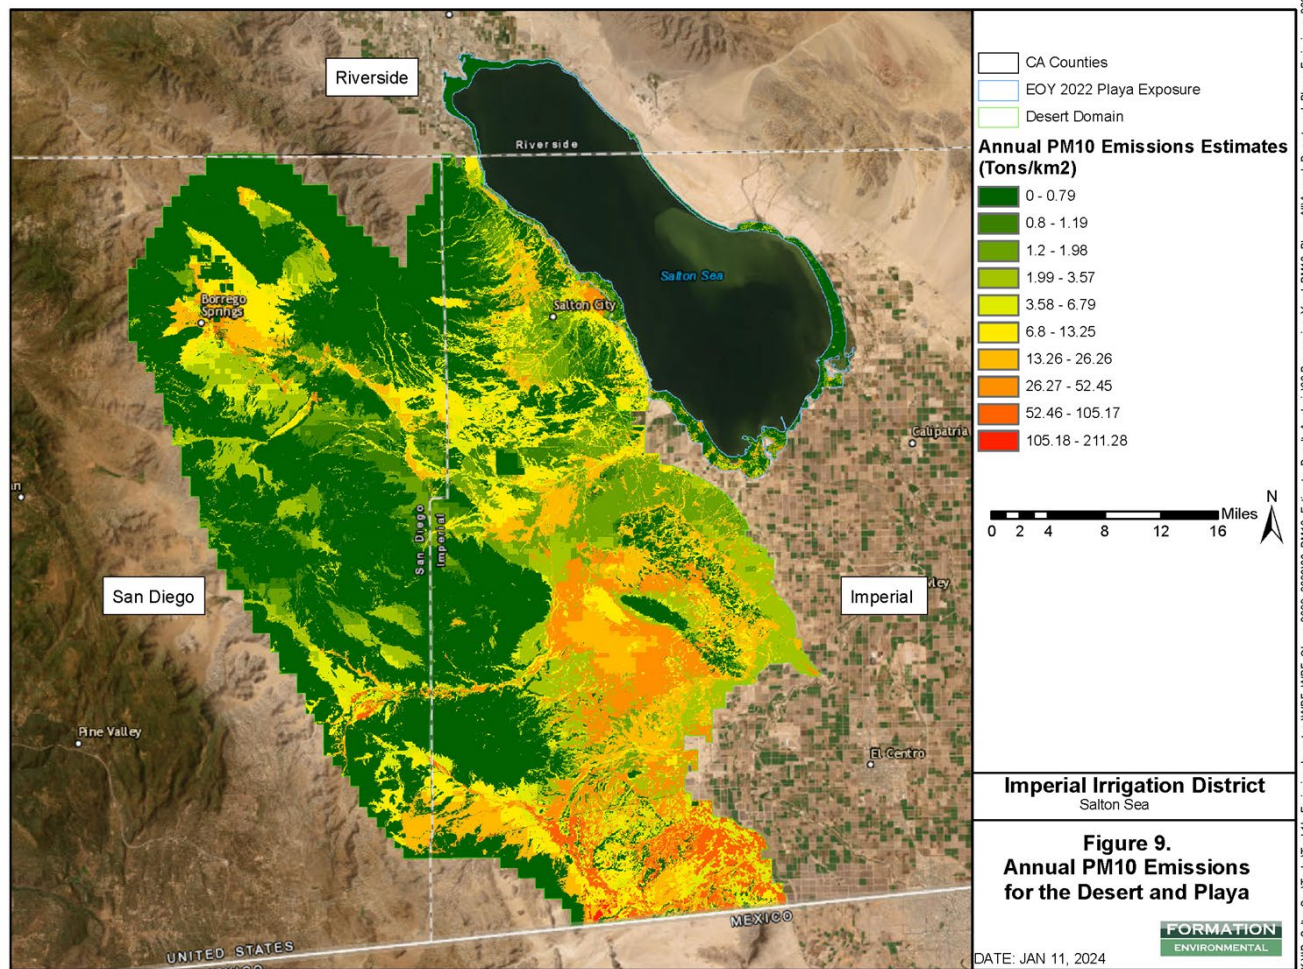 Riverside
Riverside
Salton Sea
Borrego
Springs
Salton City
Calipatria
San Diego
Imperial
San Diego
Imperial
Pine Valley
El Centro
MEXICO
UNITED STATES
CA Counties
EOY 2022 Playa Exposure
Desert Domain
Annual PM10 Emissions Estimates
(Tons/km2)
0 - 0.79
0.8 - 1.19
1.2 - 1.98
1.99 - 3.57
3.58 - 6.79
6.8 - 13.25
13.26 - 26.26
26.27 - 52.45
52.46 - 105.17
105.18 - 211.28
N
Miles
0 2 4 8 12 16
Imperial Irrigation District
Salton Sea
Figure 9.
Annual PM10 Emissions
for the Desert and Playa
FORMATION
ENVIRONMENTAL
DATE: JAN 11, 2024